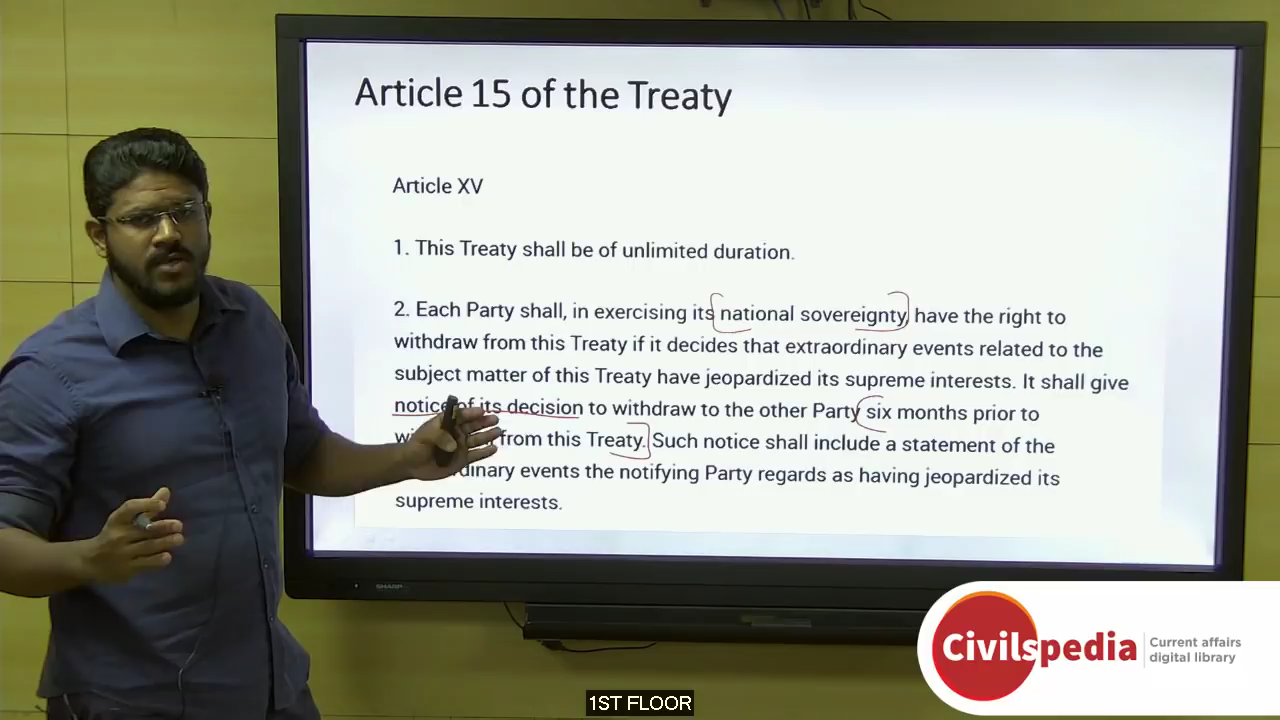 Article 15 of the Treaty
Article XV
1. This Treaty shall be of unlimited duration.
2. Each Party shall, in exercising its national sovereignty, have the right to
withdraw from this Treaty if it decides that extraordinary events related to the
subject matter of this Treaty have jeopardized its supreme interests. It shall give
notice of its decision to withdraw to the other Party six months prior to
from this Treaty. Such notice shall include a statement of the
events the notifying Party regards as having jeopardized its
supreme interests.
SHARP
Civilspedia
Current affairs
digital library
1ST FLOOR